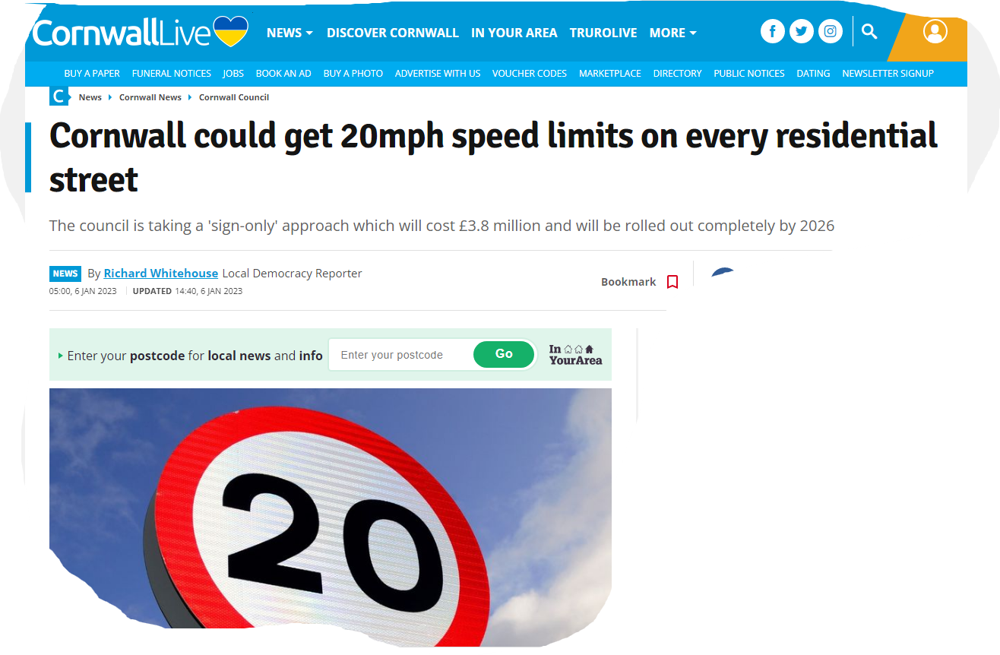 CornwallLive NEWS DISCOVER CORNWALL IN YOUR AREA TRUROLIVE MORE
BUY A PAPER FUNERAL NOTICES JOBS BOOK AN AD BUY A PHOTO ADVERTISE WITH US VOUCHER CODES MARKETPLACE DIRECTORY PUBLIC NOTICES DATING NEWSLETTER SIGNUP
C News Cornwall News Cornwall Council
Cornwall could get 20mph speed limits on every residential
street
The council is taking a 'sign-only' approach which will cost £3.8 million and will be rolled out completely by 2026
NEWS By Richard Whitehouse Local Democracy Reporter
05:00, 6 JAN 2023 UPDATED 14:40, 6 JAN 2023
Bookmark
Enter your postcode for local news and info Enter your postcode Go In YourArea
20